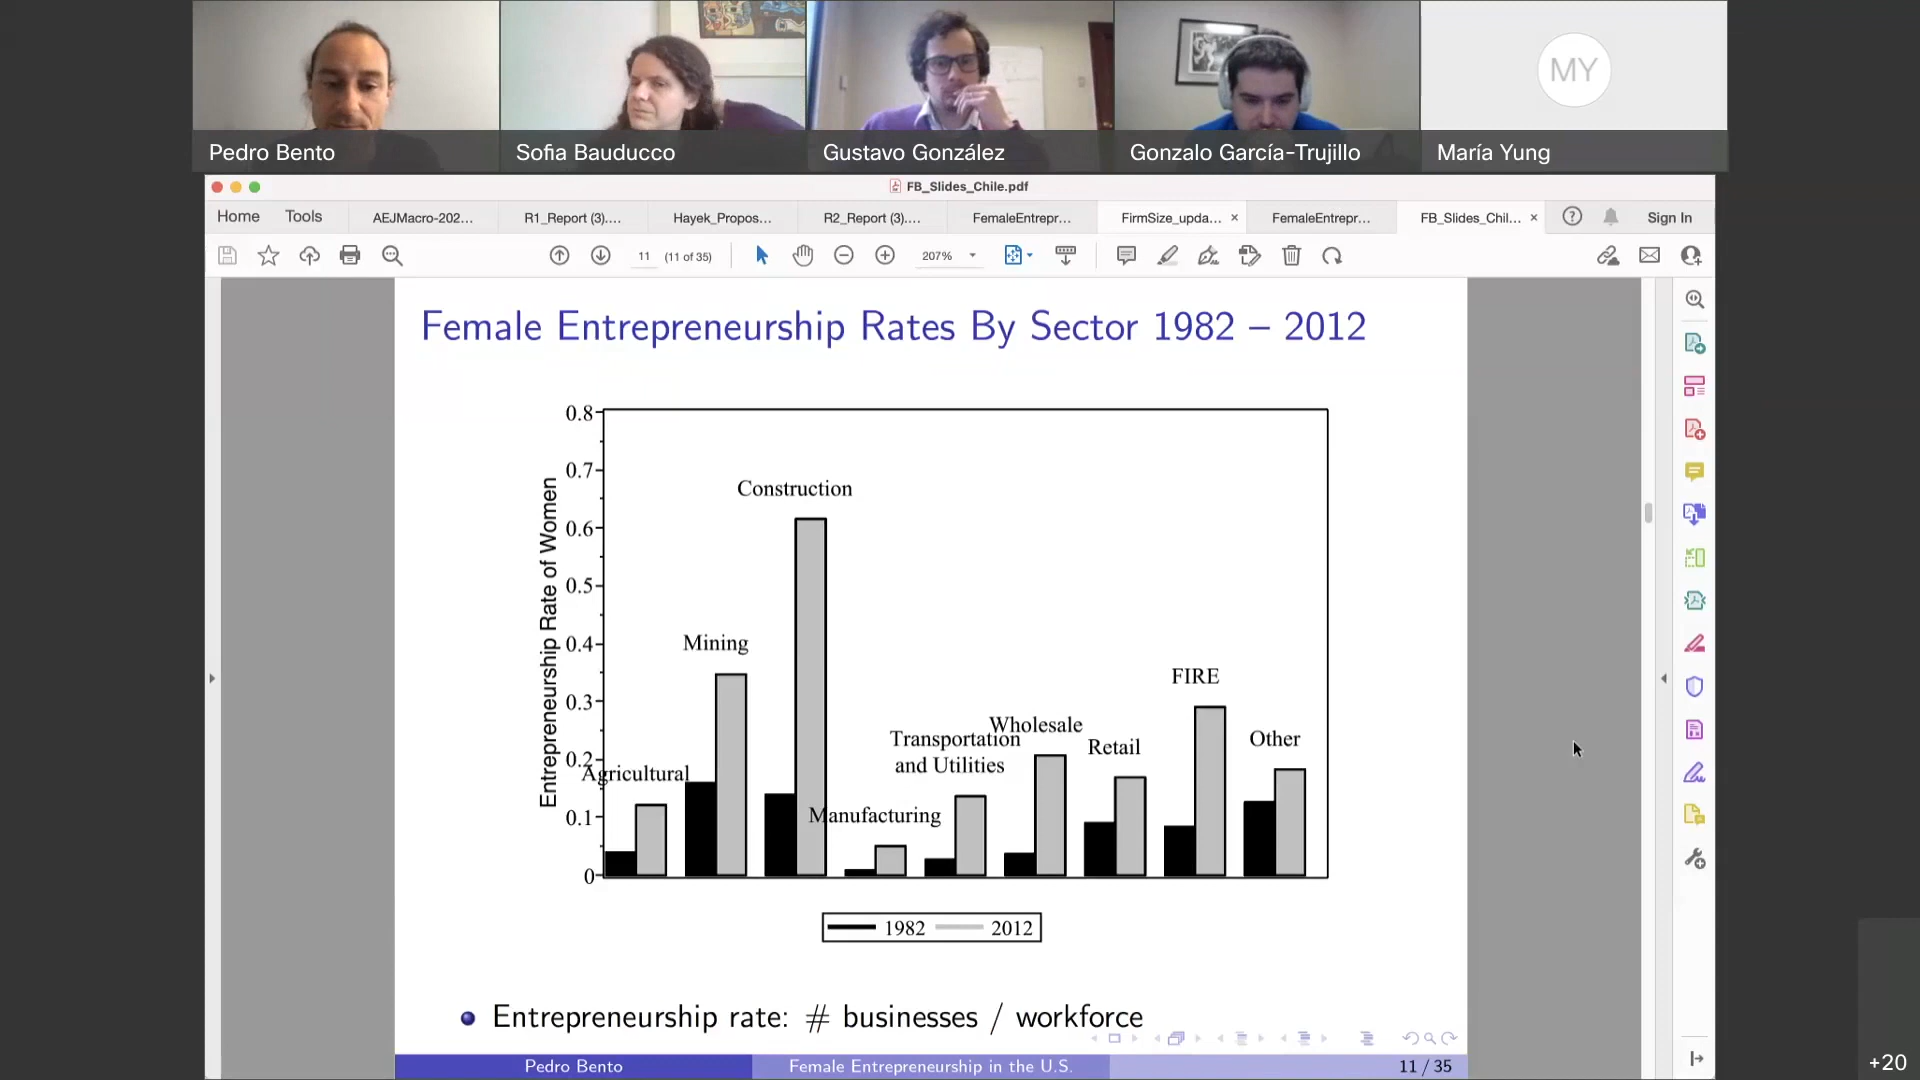 MY
Pedro Bento
Sofia Bauducco
Gustavo González
Gonzalo García-Trujillo
María Yung
FB_Slides_Chile.pdf
Home
Tools
AEJMacro-202...
R1_Report (3)....
Hayek_Propos...
R2_Report (3)....
FemaleEntrepr...
FirmSize_upda... ×
FemaleEntrepr...
FB_Slides_Chil... ×
Sign In
11
(11 of 35)
207%
Female Entrepreneurship Rates By Sector 1982 – 2012
Entrepreneurship Rate of Women
0.8
0.7
0.6
0.5
0.4
0.3
0.2
0.1
0
Agricultural
Mining
Construction
Manufacturing
Transportation
and Utilities
Wholesale
Retail
FIRE
Other
1982
2012
Entrepreneurship rate: # businesses / workforce
Pedro Bento
Female Entrepreneurship in the U.S.
11 / 35
+20